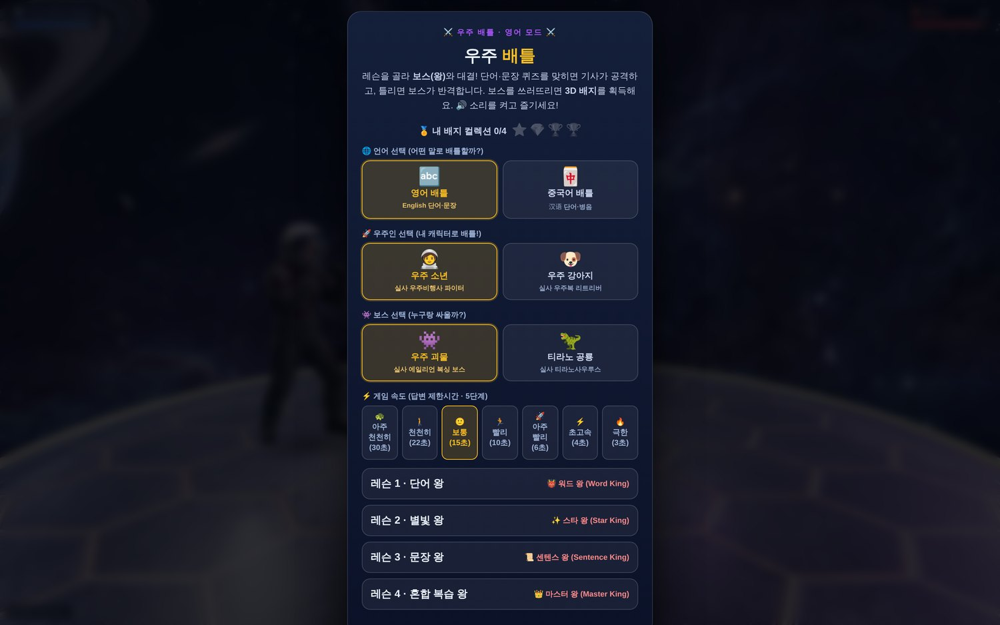 ⚔️ 우주 배틀 · 영어 모드 ⚔️
우주 배틀
레슨을 골라 보스(왕)와 대결! 단어·문장 퀴즈를 맞히면 기사가 공격하
고, 틀리면 보스가 반격합니다. 보스를 쓰러뜨리면 3D 배지를 획득해
요. 🔊 소리를 켜고 즐기세요!
🏅 내 배지 컬렉션 0/4
🌐 언어 선택 (어떤 말로 배틀할까?)
abc
영어 배틀
English 단어·문장
中
중국어 배틀
汉语 단어·병음
🚀 우주인 선택 (내 캐릭터로 배틀!)
우주 소년
실사 우주비행사 파이터
우주 강아지
실사 우주복 리트리버
👾 보스 선택 (누구랑 싸울까?)
우주 괴물
실사 에일리언 복싱 보스
티라노 공룡
실사 티라노사우루스
⚡ 게임 속도 (답변 제한시간 · 5단계)
아주
천천히
(30초)
천천히
(22초)
보통
(15초)
빨리
(10초)
아주
빨리
(6초)
초고속
(4초)
극한
(3초)
레슨 1 · 단어 왕
👹 워드 왕 (Word King)
레슨 2 · 별빛 왕
✨ 스타 왕 (Star King)
레슨 3 · 문장 왕
📜 센텐스 왕 (Sentence King)
레슨 4 · 혼합 복습 왕
👑 마스터 왕 (Master King)